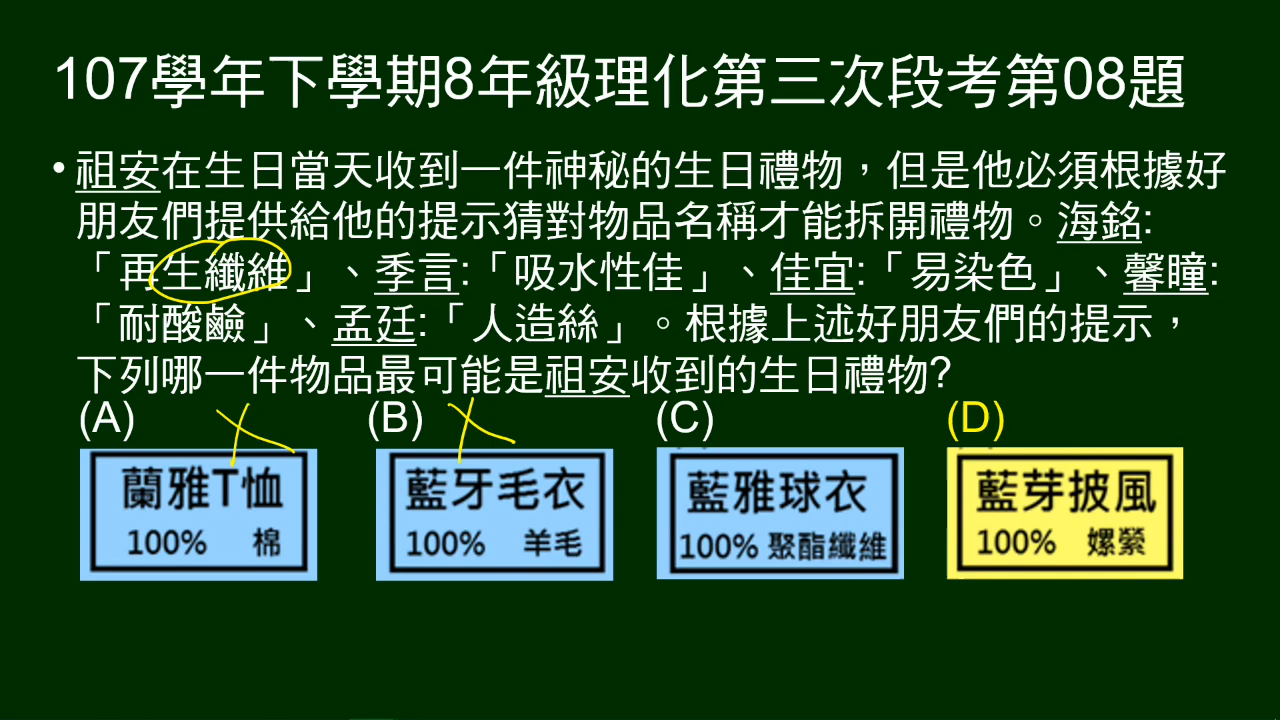 107學年下學期8年級理化第三次段考第08題
• 祖安在生日當天收到一件神秘的生日禮物，但是他必須根據好
朋友們提供給他的提示猜對物品名稱才能拆開禮物。海銘:
「再生纖維」、季言:「吸水性佳」、佳宜:「易染色」、馨瞳:
「耐酸鹼」、孟廷:「人造絲」。根據上述好朋友們的提示，
下列哪一件物品最可能是祖安收到的生日禮物?
(A) (B) (C) (D)
蘭雅T恤 藍牙毛衣 藍雅球衣 藍芽披風
100% 棉 100% 羊毛 100% 聚酯纖維 100% 嫘縈